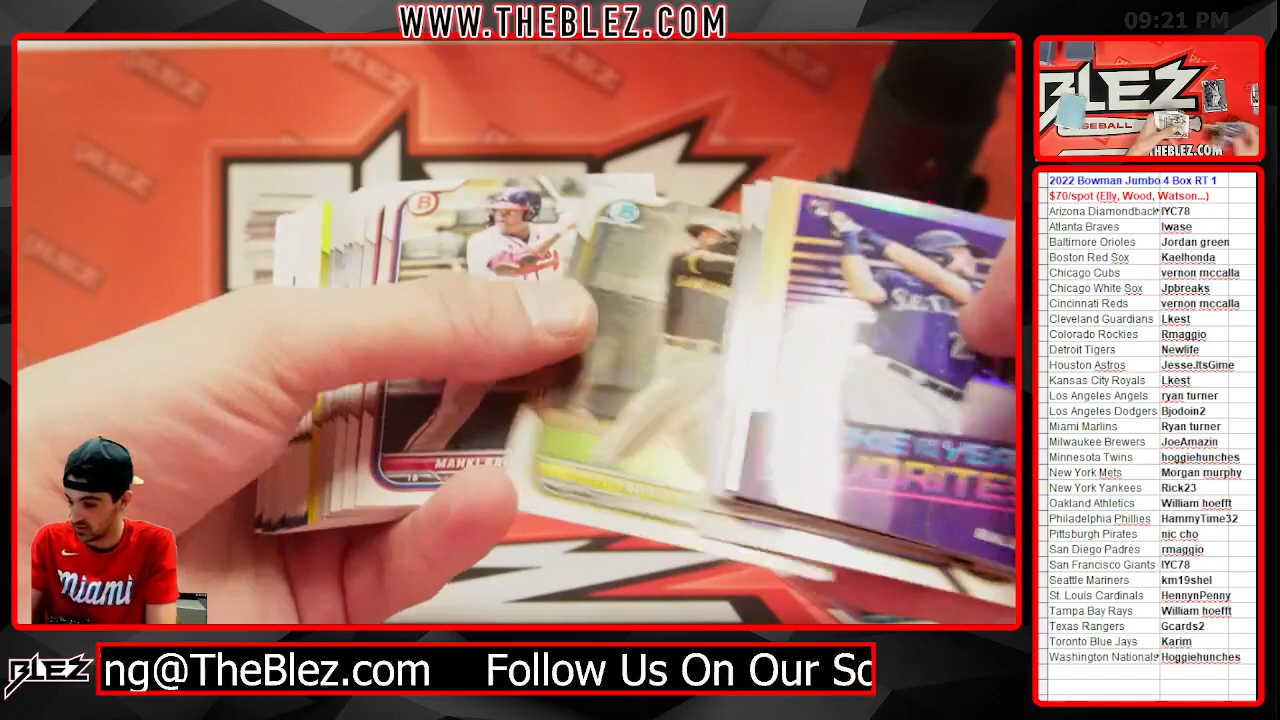 WWW.THEBLEZ.COM
09:21 PM
BLEZ
BASEBALL
THEBLEZ.COM
2022 Bowman Jumbo 4 Box RT 1
$70/spot (Elly, Wood, Watson...)
Arizona Diamondback IYC78
Atlanta Braves Iwase
Baltimore Orioles Jordan green
Boston Red Sox Kaelhonda
Chicago Cubs vernon mccalla
Chicago White Sox Jpbreaks
Cincinnati Reds vernon mccalla
Cleveland Guardians Lkest
Colorado Rockies Rmaggio
Detroit Tigers Newlife
Houston Astros JesseItsGime
Kansas City Royals Lkest
Los Angeles Angels ryan turner
Los Angeles Dodgers Bjodoin2
Miami Marlins Ryan turner
Milwaukee Brewers JoeAmazin
Minnesota Twins hoggiehunches
New York Mets Morgan murphy
New York Yankees Rick23
Oakland Athletics William hoefft
Philadelphia Phillies HammyTime32
Pittsburgh Pirates nic cho
San Diego Padres rmaggio
San Francisco Giants IYC78
Seattle Mariners km19shel
St. Louis Cardinals HennynPenny
Tampa Bay Rays William hoefft
Texas Rangers Gcards2
Toronto Blue Jays Karim
Washington Nationals Hoggiehunches
Miami
BLEZ
ng@TheBlez.com Follow Us On Our So